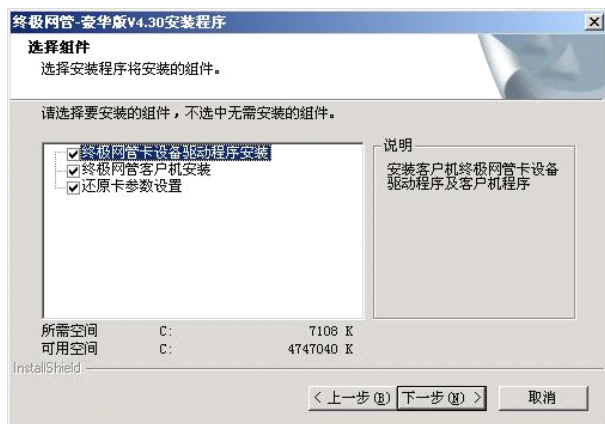 终极网管-豪华版V4.30安装程序
选择组件
选择安装程序将安装的组件。
请选择要安装的组件，不选中无需安装的组件。
终极网管卡设备驱动程序安装
终极网管客户机安装
还原卡参数设置
说明
安装客户机终极网管卡设备
驱动程序及客户机程序
所需空间 C: 7108 K
可用空间 C: 4747040 K
InstallShield
< 上一步(B) 下一步(N) > 取消